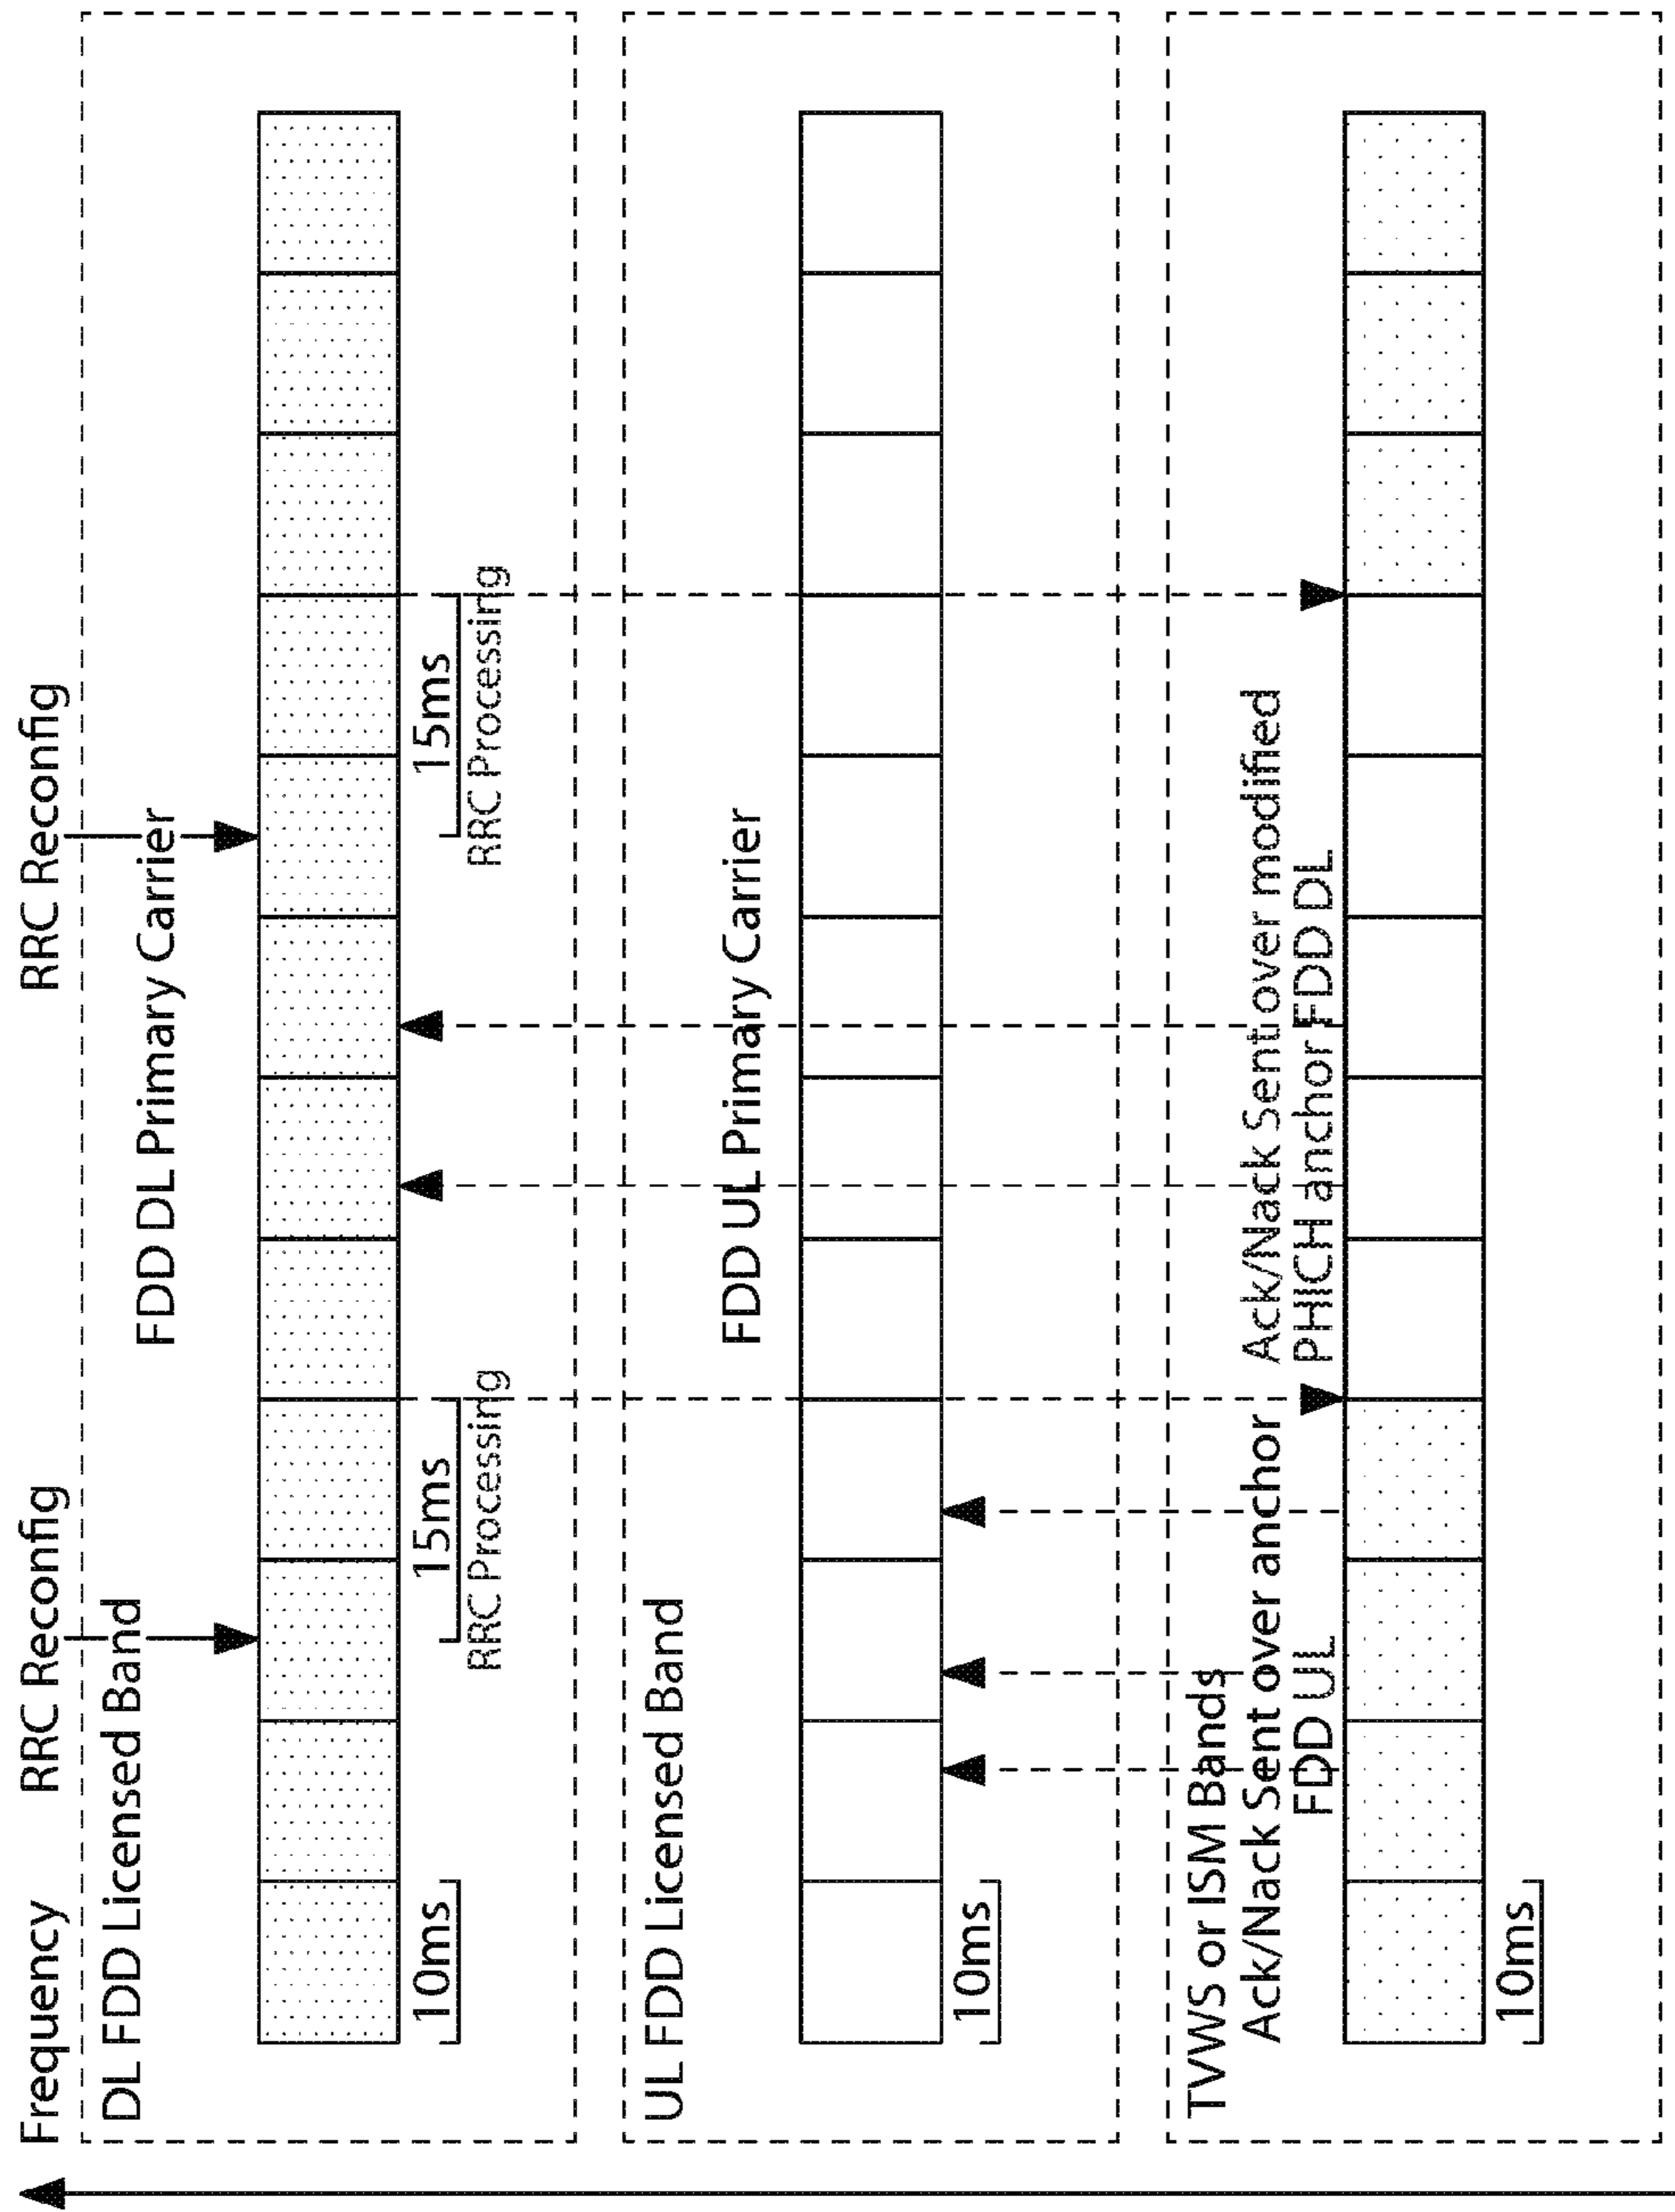 Frequency
RRC Reconfig
RRC Reconfig
DL FDD Licensed Band
FDD DL Primary Carrier
10ms
15ms
RRC Processing
15ms
RRC Processing
UL FDD Licensed Band
FDD UL Primary Carrier
10ms
TVWS or ISM Bands
Ack/Nack Sent over anchor
FDD UL
Ack/Nack Sent over modified
PHICH anchor FDD DL
10ms